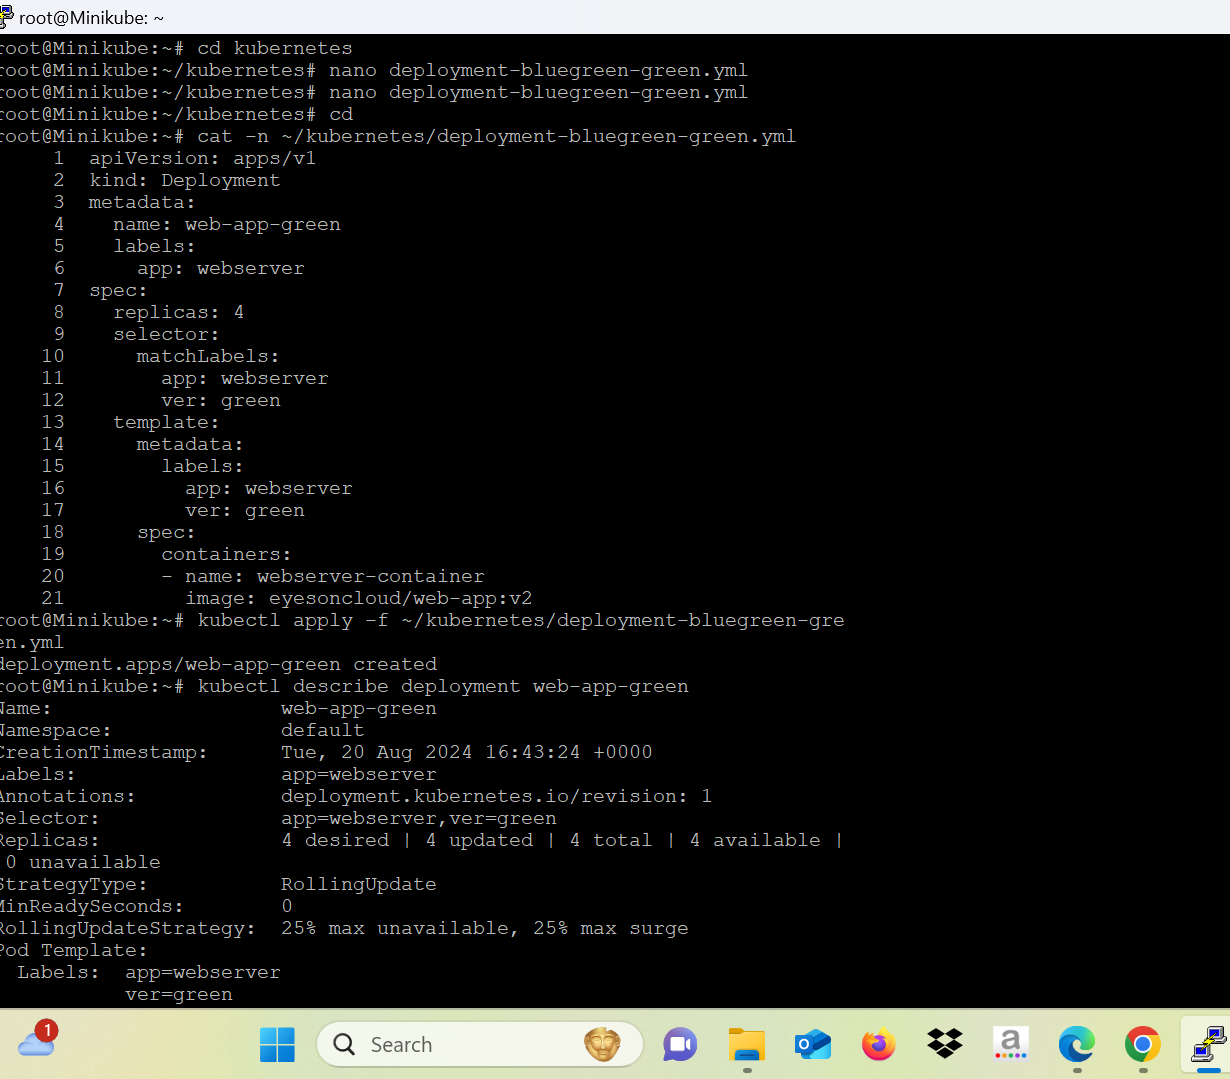 root@Minikube: ~
root@Minikube:~# cd kubernetes
root@Minikube:~/kubernetes# nano deployment-bluegreen-green.yml
root@Minikube:~/kubernetes# nano deployment-bluegreen-green.yml
root@Minikube:~/kubernetes# cd
root@Minikube:~# cat -n ~/kubernetes/deployment-bluegreen-green.yml
1  apiVersion: apps/v1
2  kind: Deployment
3  metadata:
4    name: web-app-green
5    labels:
6      app: webserver
7  spec:
8    replicas: 4
9    selector:
10      matchLabels:
11        app: webserver
12        ver: green
13    template:
14      metadata:
15        labels:
16          app: webserver
17          ver: green
18      spec:
19        containers:
20        - name: webserver-container
21          image: eyesoncloud/web-app:v2
root@Minikube:~# kubectl apply -f ~/kubernetes/deployment-bluegreen-gre
en.yml
deployment.apps/web-app-green created
root@Minikube:~# kubectl describe deployment web-app-green
Name:                   web-app-green
Namespace:              default
CreationTimestamp:      Tue, 20 Aug 2024 16:43:24 +0000
Labels:                 app=webserver
Annotations:            deployment.kubernetes.io/revision: 1
Selector:               app=webserver,ver=green
Replicas:               4 desired | 4 updated | 4 total | 4 available |
0 unavailable
StrategyType:           RollingUpdate
MinReadySeconds:        0
RollingUpdateStrategy:  25% max unavailable, 25% max surge
Pod Template:
Labels:  app=webserver
ver=green
1
Search
a